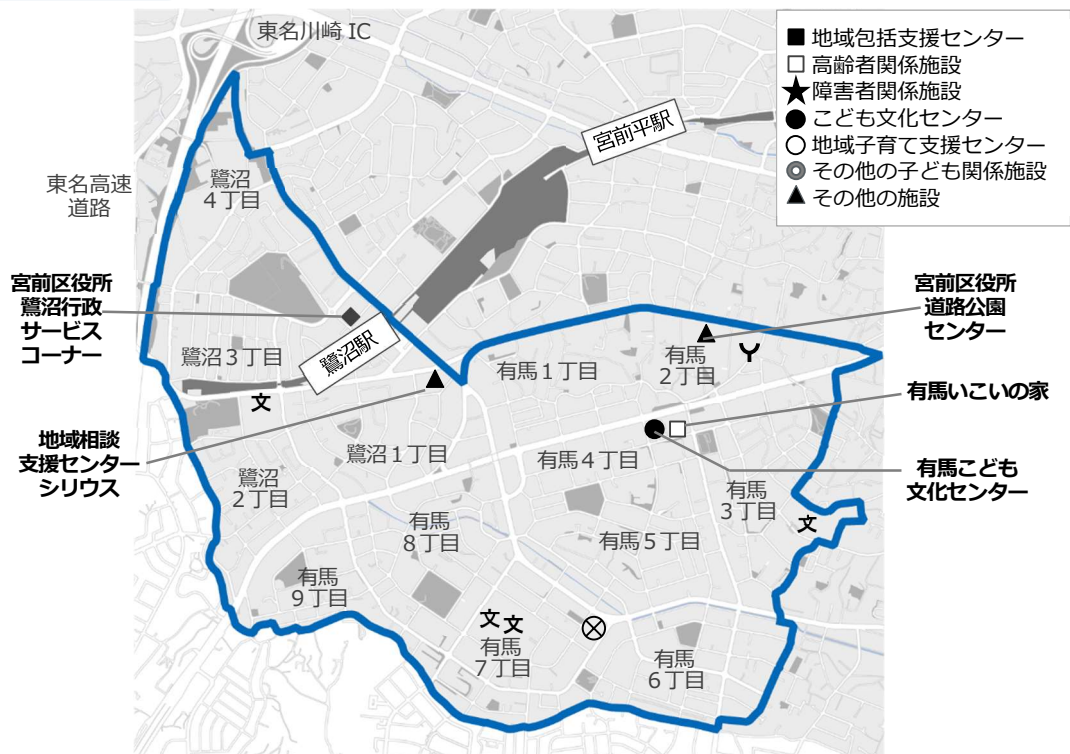 東名川崎 IC
■ 地域包括支援センター
□ 高齢者関係施設
★ 障害者関係施設
● こども文化センター
○ 地域子育て支援センター
◎ その他の子ども関係施設
▲ その他の施設
宮前平駅
東名高速
道路
鷺沼
4丁目
宮前区役所
鷺沼行政
サービス
コーナー
宮前区役所
道路公園
センター
鷺沼3丁目
鷺沼駅
有馬1丁目
有馬
2丁目
文
有馬いこいの家
地域相談
支援センター
シリウス
鷺沼1丁目
有馬4丁目
有馬こども
文化センター
鷺沼
2丁目
有馬
3丁目
文
有馬
8丁目
有馬5丁目
有馬
9丁目
文文
有馬
7丁目
有馬
6丁目